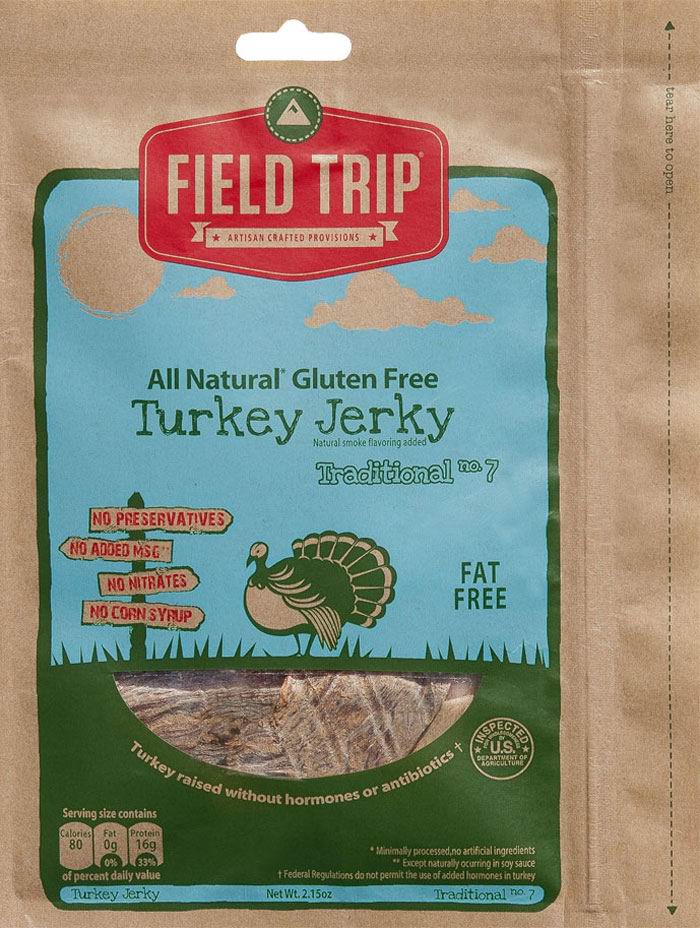 tear here to open
FIELD TRIP®
★ ARTISAN CRAFTED PROVISIONS ★
All Natural* Gluten Free
Turkey Jerky
Natural smoke flavoring added
Traditional no. 7
NO PRESERVATIVES
NO ADDED MSG**
NO NITRATES
NO CORN SYRUP
FAT
FREE
Turkey raised without hormones or antibiotics †
INSPECTED
FOR WHOLESOMENESS
BY
U.S.
DEPARTMENT OF
AGRICULTURE
Serving size contains
Calories Fat Protein
80 0g 16g
0% 33%
of percent daily value
* Minimally processed,no artificial ingredients
** Except naturally ocurring in soy sauce
† Federal Regulations do not permit the use of added hormones in turkey
Turkey Jerky Net Wt. 2.15oz Traditional no. 7